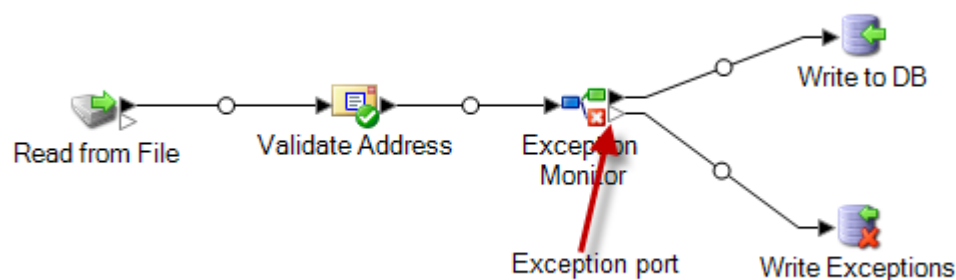 Read from File
Validate Address
Exception
Monitor
Write to DB
Exception port
Write Exceptions